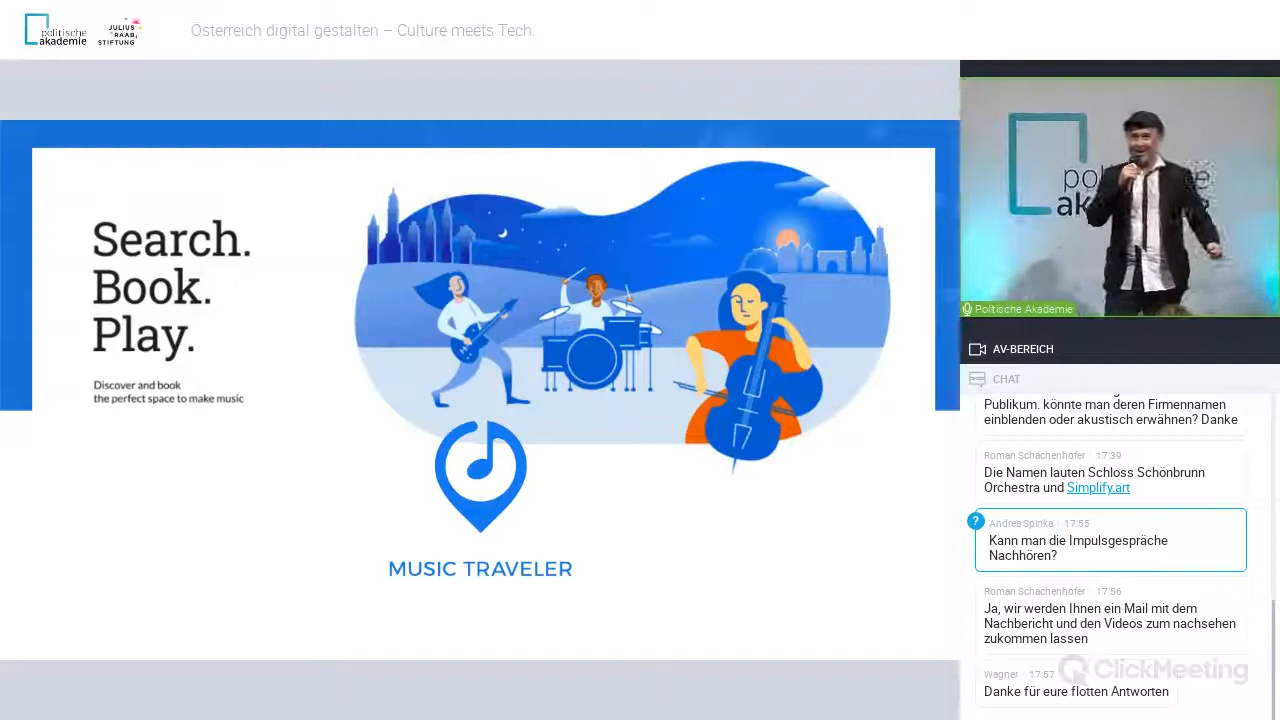 politische
akademie
JULIUS
RAAB
STIFTUNG
Österreich digital gestalten – Culture meets Tech.
Search.
Book.
Play.
Discover and book
the perfect space to make music
MUSIC TRAVELER
Politische Akademie
AV-BEREICH
CHAT
Publikum. könnte man deren Firmennamen
einblenden oder akustisch erwähnen? Danke
Roman Schachenhofer · 17:39
Die Namen lauten Schloss Schönbrunn
Orchestra und Simplify.art
?
Andrea Spinka · 17:55
Kann man die Impulsgespräche
Nachhören?
Roman Schachenhofer · 17:56
Ja, wir werden Ihnen ein Mail mit dem
Nachbericht und den Videos zum nachsehen
zukommen lassen
Wagner · 17:57
Danke für eure flotten Antworten
ClickMeeting